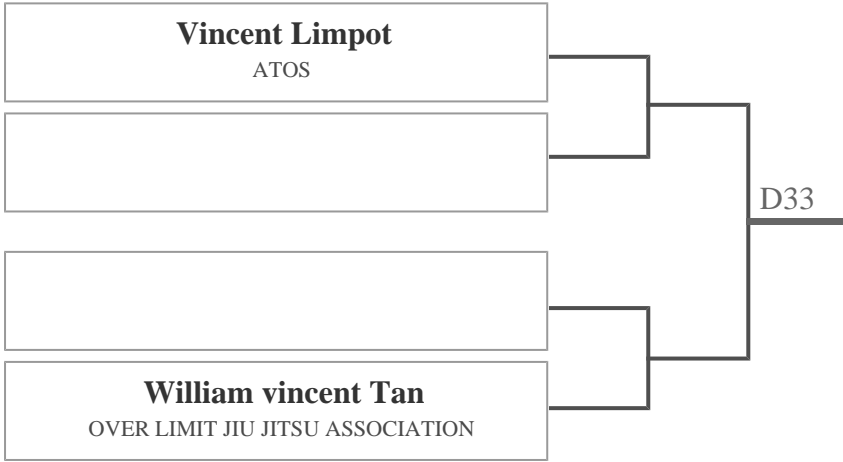 Vincent Limpot
ATOS
D33
William vincent Tan
OVER LIMIT JIU JITSU ASSOCIATION